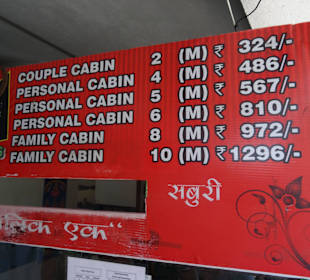 COUPLE CABIN 2 (M) ₹ 324/-
PERSONAL CABIN 4 (M) ₹ 486/-
PERSONAL CABIN 5 (M) ₹ 567/-
PERSONAL CABIN 6 (M) ₹ 810/-
FAMILY CABIN 8 (M) ₹ 972/-
FAMILY CABIN 10 (M) ₹ 1296/-
सबुरी
एक“